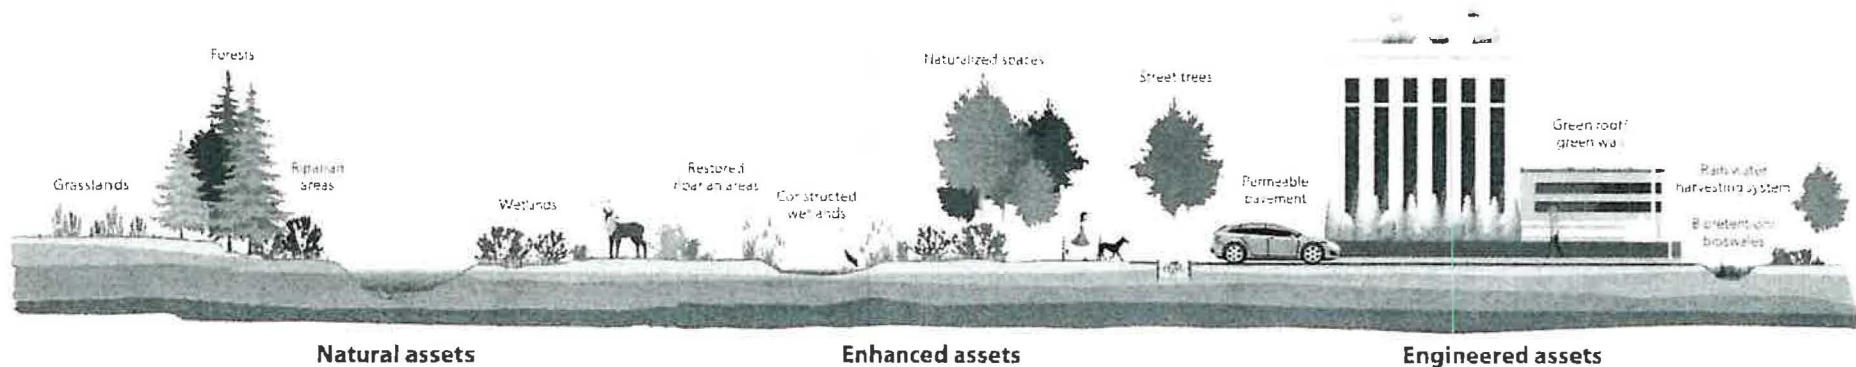 Forests
Naturalized spaces
Street trees
Green roof/
green wall
Grasslands
Riparian
areas
Restored
riparian areas
Constructed
wetlands
Wetlands
Permeable
pavement
Rainwater
harvesting system
Bioretention/
bioswales
Natural assets
Enhanced assets
Engineered assets